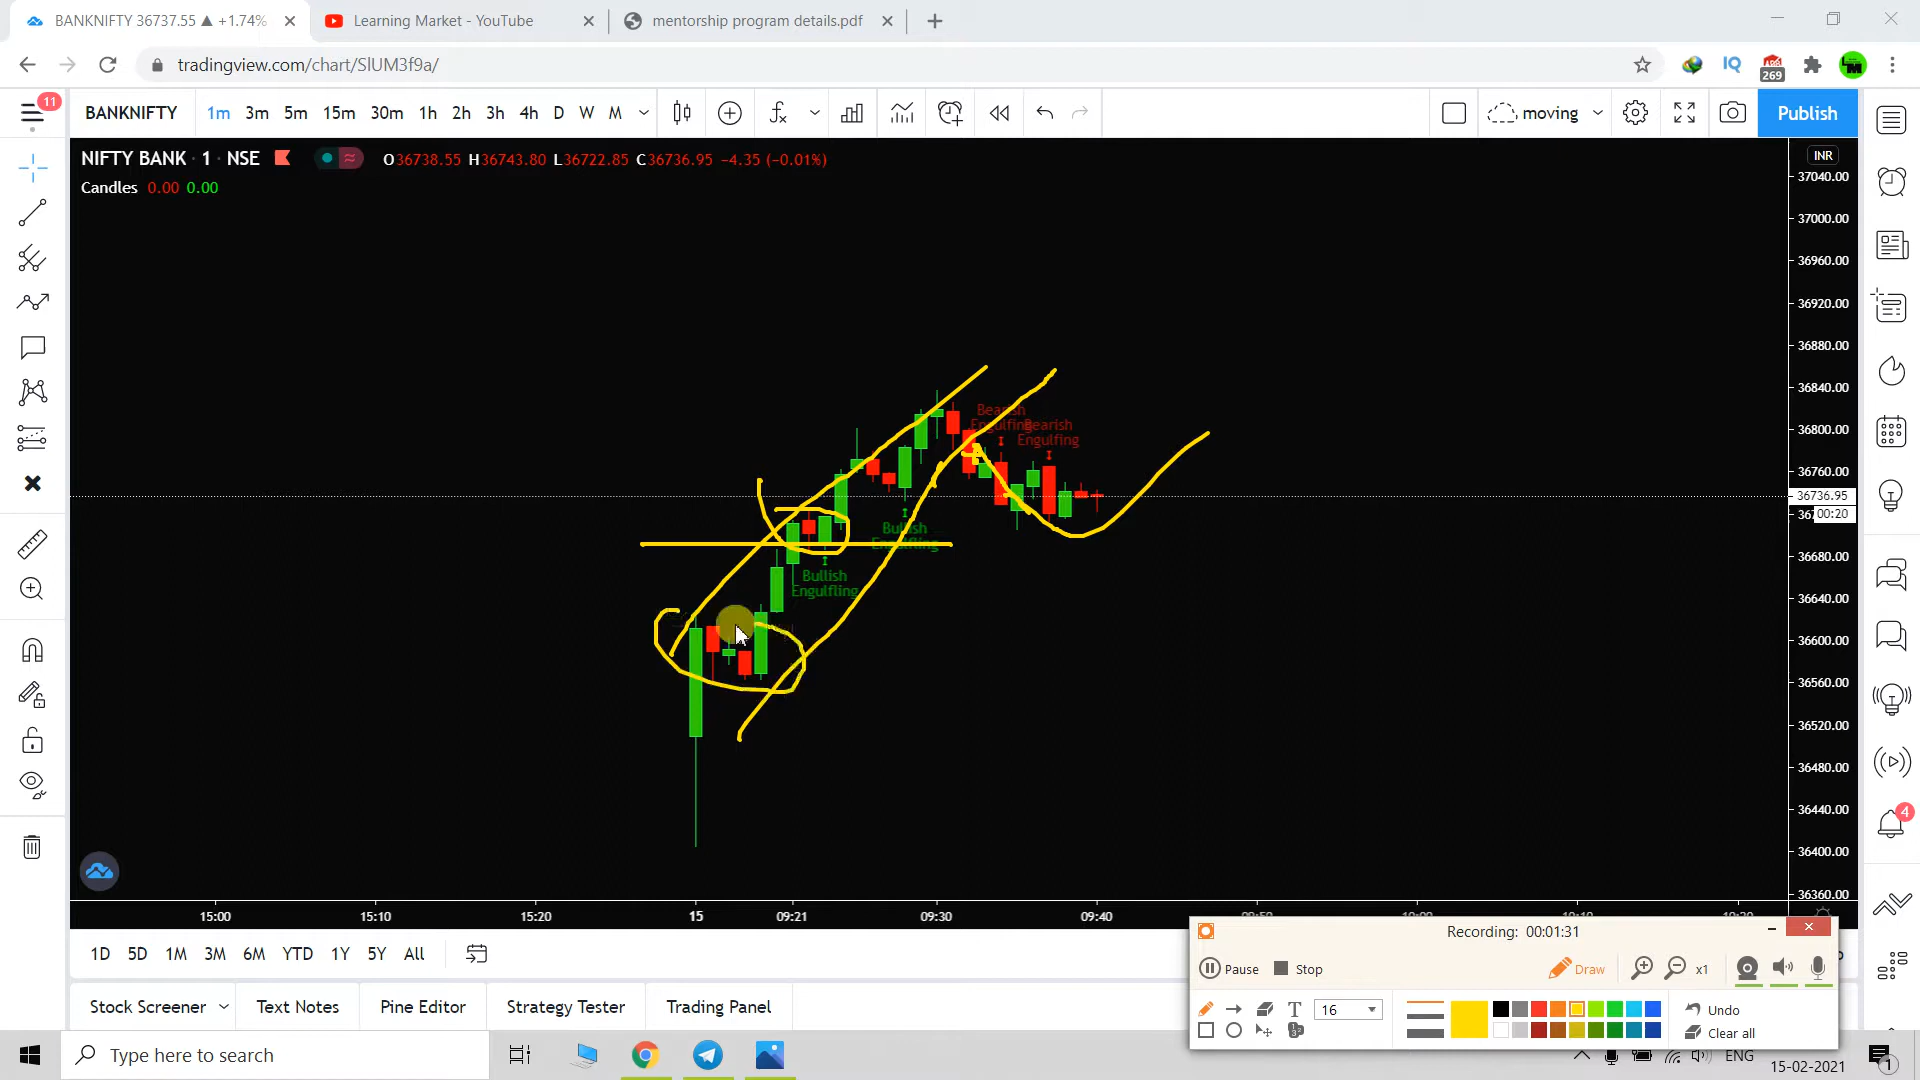 BANKNIFTY 36737.55 ▲ +1.74%
Learning Market - YouTube
mentorship program details.pdf
tradingview.com/chart/SlUM3f9a/
IQ
269
11
BANKNIFTY
1m 3m 5m 15m 30m 1h 2h 3h 4h D W M
moving
Publish
NIFTY BANK · 1 · NSE
O36738.55 H36743.80 L36722.85 C36736.95 −4.35 (−0.01%)
INR
Candles 0.00 0.00
37040.00
37000.00
36960.00
36920.00
36880.00
36840.00
36800.00
36760.00
36736.95
00:20
36680.00
36640.00
36600.00
36560.00
36520.00
36480.00
36440.00
36400.00
36360.00
Bearish
Engulfing
Bearish
Engulfing
Bullish
Engulfling
Bullish
Engulfling
4
15:00 15:10 15:20 15 09:21 09:30 09:40
1D 5D 1M 3M 6M YTD 1Y 5Y All
Stock Screener Text Notes Pine Editor Strategy Tester Trading Panel
Recording: 00:01:31
Pause Stop Draw x1
T 16 Undo
Clear all
Type here to search
ENG
15-02-2021
1